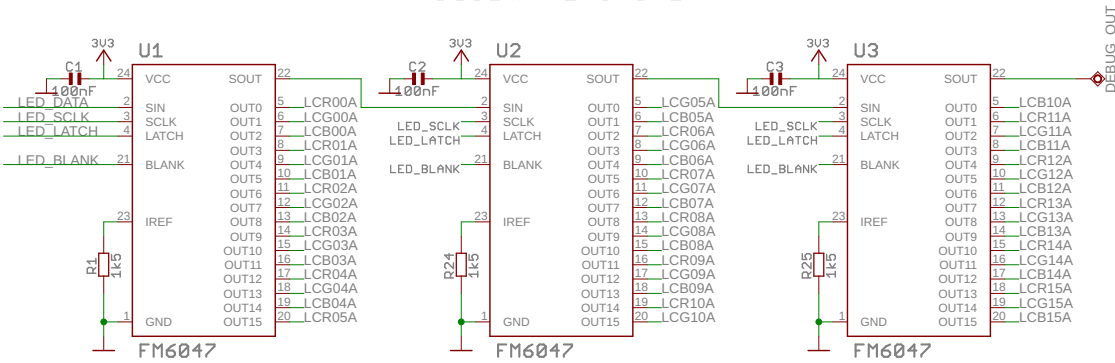 DEBUG_OUT
3V3 U1
C1
100nF
24 VCC SOUT 22
LED_DATA 2 SIN OUT0 5 LCR00A
LED_SCLK 3 SCLK OUT1 6 LCG00A
LED_LATCH 4 LATCH OUT2 7 LCB00A
OUT3 8 LCR01A
LED_BLANK 21 BLANK OUT4 9 LCG01A
OUT5 10 LCB01A
OUT6 11 LCR02A
OUT7 12 LCG02A
23 IREF OUT8 13 LCB02A
OUT9 14 LCR03A
OUT10 15 LCG03A
R1 1k5 OUT11 16 LCB03A
OUT12 17 LCR04A
OUT13 18 LCG04A
OUT14 19 LCB04A
1 GND OUT15 20 LCR05A
FM6047
3V3 U2
C2
100nF
24 VCC SOUT 22
2 SIN OUT0 5 LCG05A
LED_SCLK 3 SCLK OUT1 6 LCB05A
LED_LATCH 4 LATCH OUT2 7 LCR06A
OUT3 8 LCG06A
LED_BLANK 21 BLANK OUT4 9 LCB06A
OUT5 10 LCR07A
OUT6 11 LCG07A
OUT7 12 LCB07A
23 IREF OUT8 13 LCR08A
OUT9 14 LCG08A
OUT10 15 LCB08A
R24 1k5 OUT11 16 LCR09A
OUT12 17 LCG09A
OUT13 18 LCB09A
OUT14 19 LCR10A
1 GND OUT15 20 LCG10A
FM6047
3V3 U3
C3
100nF
24 VCC SOUT 22
2 SIN OUT0 5 LCB10A
LED_SCLK 3 SCLK OUT1 6 LCR11A
LED_LATCH 4 LATCH OUT2 7 LCG11A
OUT3 8 LCB11A
LED_BLANK 21 BLANK OUT4 9 LCR12A
OUT5 10 LCG12A
OUT6 11 LCB12A
OUT7 12 LCR13A
23 IREF OUT8 13 LCG13A
OUT9 14 LCB13A
OUT10 15 LCR14A
R25 1k5 OUT11 16 LCG14A
OUT12 17 LCB14A
OUT13 18 LCR15A
OUT14 19 LCG15A
1 GND OUT15 20 LCB15A
FM6047